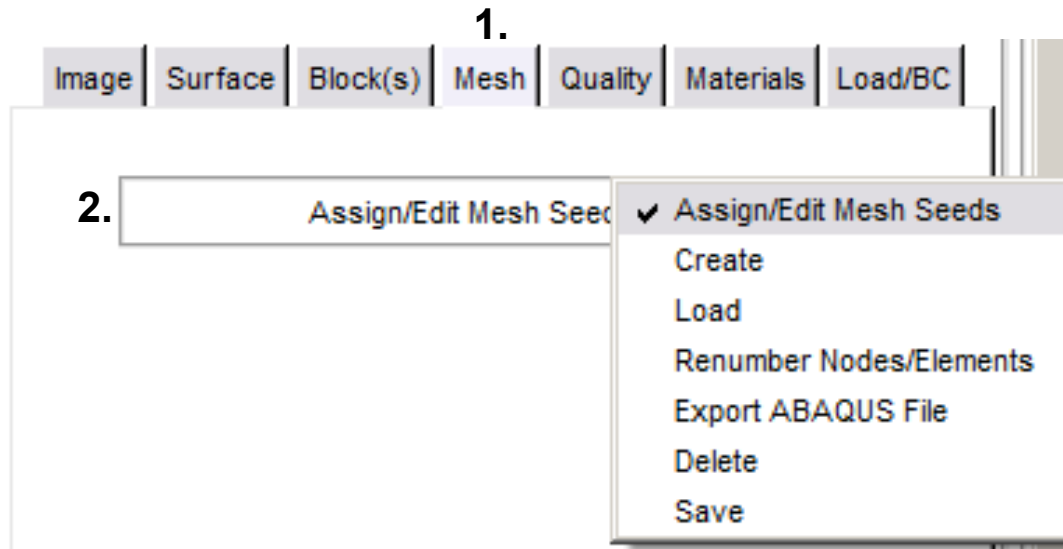 1.
Image Surface Block(s) Mesh Quality Materials Load/BC
2. Assign/Edit Mesh Seed
Assign/Edit Mesh Seeds
Create
Load
Renumber Nodes/Elements
Export ABAQUS File
Delete
Save